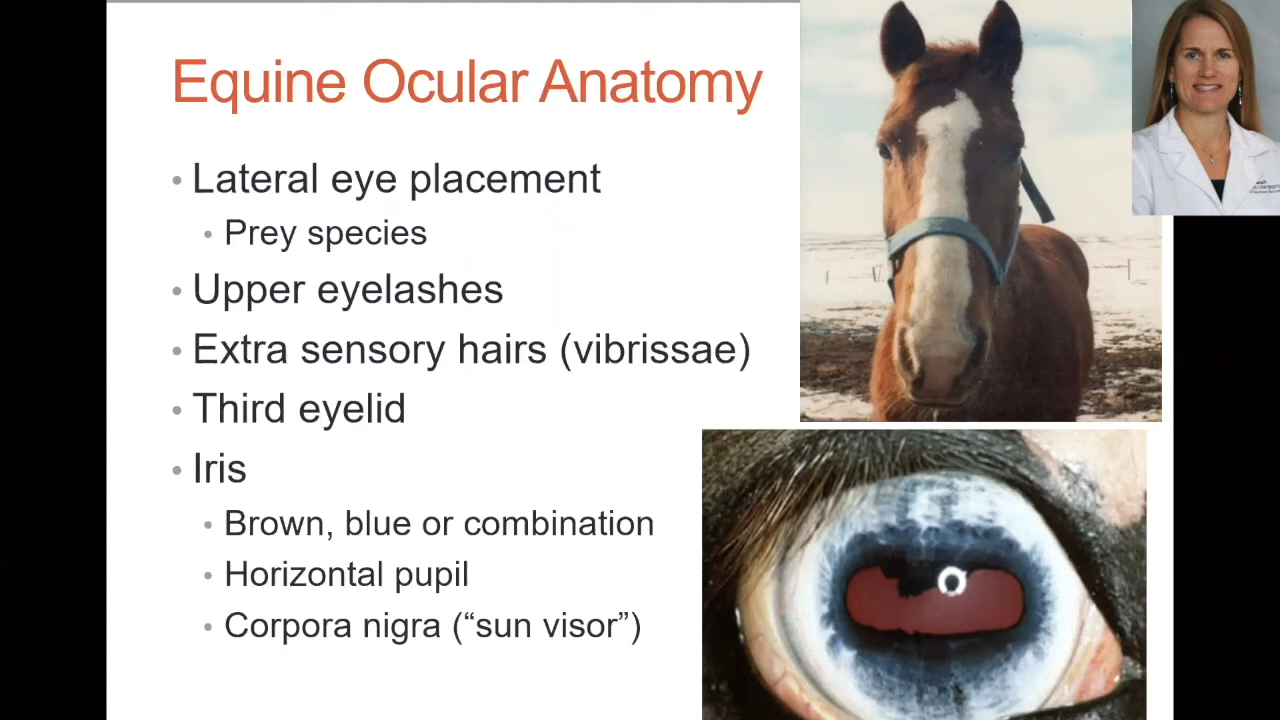 Equine Ocular Anatomy
• Lateral eye placement
• Prey species
• Upper eyelashes
• Extra sensory hairs (vibrissae)
• Third eyelid
• Iris
• Brown, blue or combination
• Horizontal pupil
• Corpora nigra (“sun visor”)